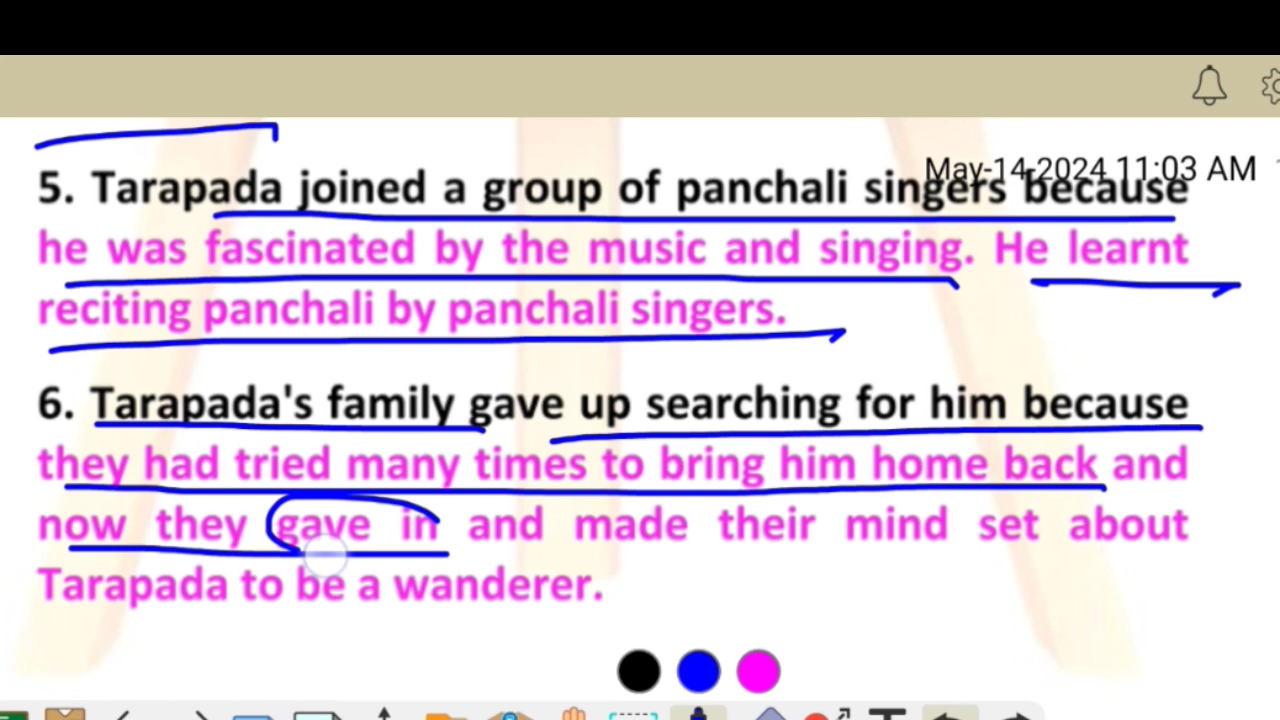 May-14-2024 11:03 AM
5. Tarapada joined a group of panchali singers because
he was fascinated by the music and singing. He learnt
reciting panchali by panchali singers.
6. Tarapada's family gave up searching for him because
they had tried many times to bring him home back and
now they gave in and made their mind set about
Tarapada to be a wanderer.